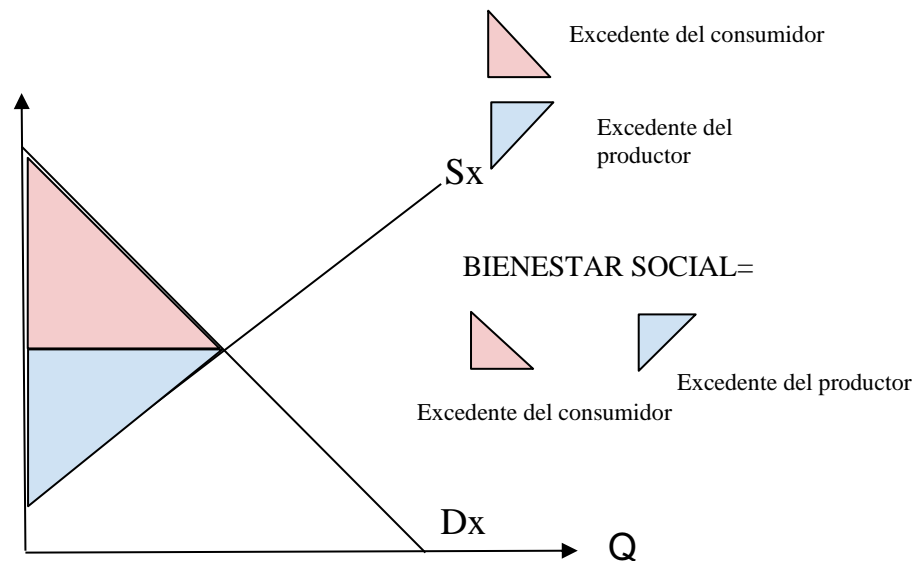 Excedente del consumidor
Excedente del
productor
Sx
BIENESTAR SOCIAL=
Excedente del productor
Excedente del consumidor
Dx
Q